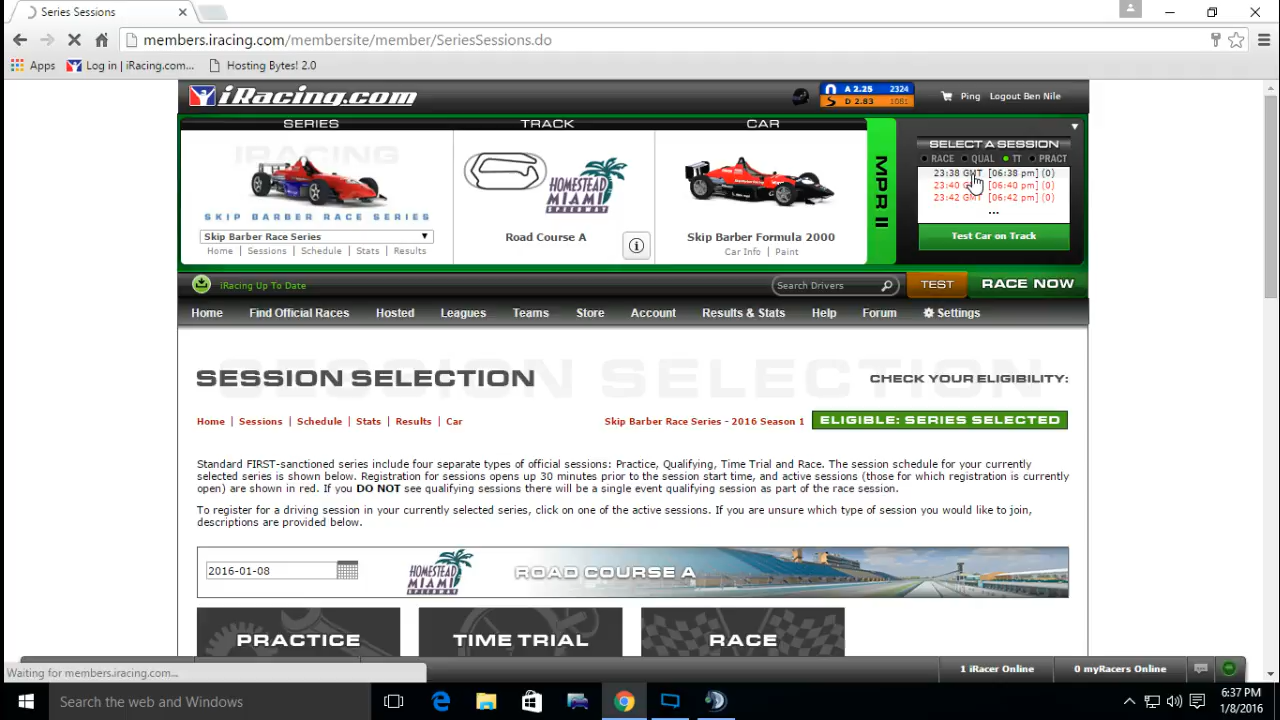 Series Sessions
members.iracing.com/membersite/member/SeriesSessions.do
Apps Log in | iRacing.com... Hosting Bytes! 2.0
iRacing.com
A 2.25 2324
D 2.83 1081
Ping Logout Ben Nile
SERIES TRACK CAR
IRACING
SKIP BARBER RACE SERIES
Skip Barber Race Series
Home | Sessions | Schedule | Stats | Results
HOMESTEAD
SPEEDWAY
Road Course A
Skip Barber Formula 2000
Car Info | Paint
MPR II
SELECT A SESSION
RACE QUAL TT PRACT
23:38 GMT [06:38 pm] (0)
23:40 GMT [06:40 pm] (0)
23:42 GMT [06:42 pm] (0)
...
Test Car on Track
iRacing Up To Date
Search Drivers
TEST
RACE NOW
Home Find Official Races Hosted Leagues Teams Store Account Results & Stats Help Forum Settings
SESSION SELECTION
CHECK YOUR ELIGIBILITY:
Home | Sessions | Schedule | Stats | Results | Car
Skip Barber Race Series - 2016 Season 1
ELIGIBLE: SERIES SELECTED
Standard FIRST-sanctioned series include four separate types of official sessions: Practice, Qualifying, Time Trial and Race. The session schedule for your currently
selected series is shown below. Registration for sessions opens up 30 minutes prior to the session start time, and active sessions (those for which registration is currently
open) are shown in red. If you DO NOT see qualifying sessions there will be a single event qualifying session as part of the race session.
To register for a driving session in your currently selected series, click on one of the active sessions. If you are unsure which type of session you would like to join,
descriptions are provided below.
2016-01-08
HOMESTEAD
MIAMI
SPEEDWAY
ROAD COURSE A
PRACTICE
TIME TRIAL
RACE
Waiting for members.iracing.com...
1 iRacer Online
0 myRacers Online
Search the web and Windows
6:37 PM
1/8/2016